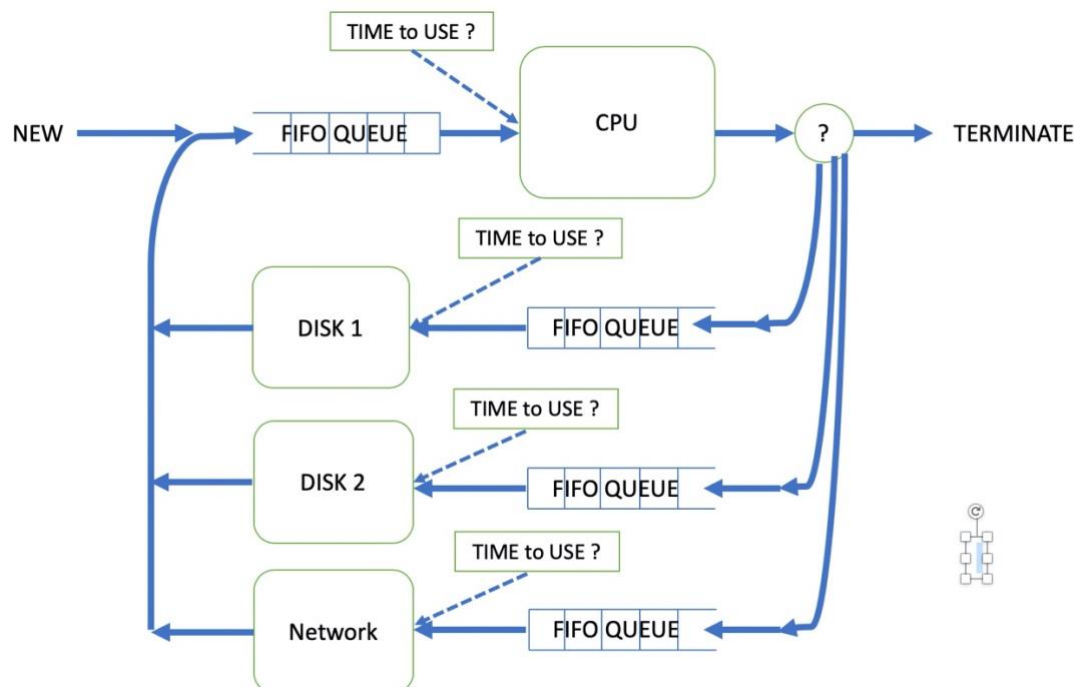 TIME to USE ?
CPU
NEW
FIFO QUEUE
?
TERMINATE
TIME to USE ?
DISK 1
FIFO QUEUE
TIME to USE ?
DISK 2
FIFO QUEUE
TIME to USE ?
Network
FIFO QUEUE